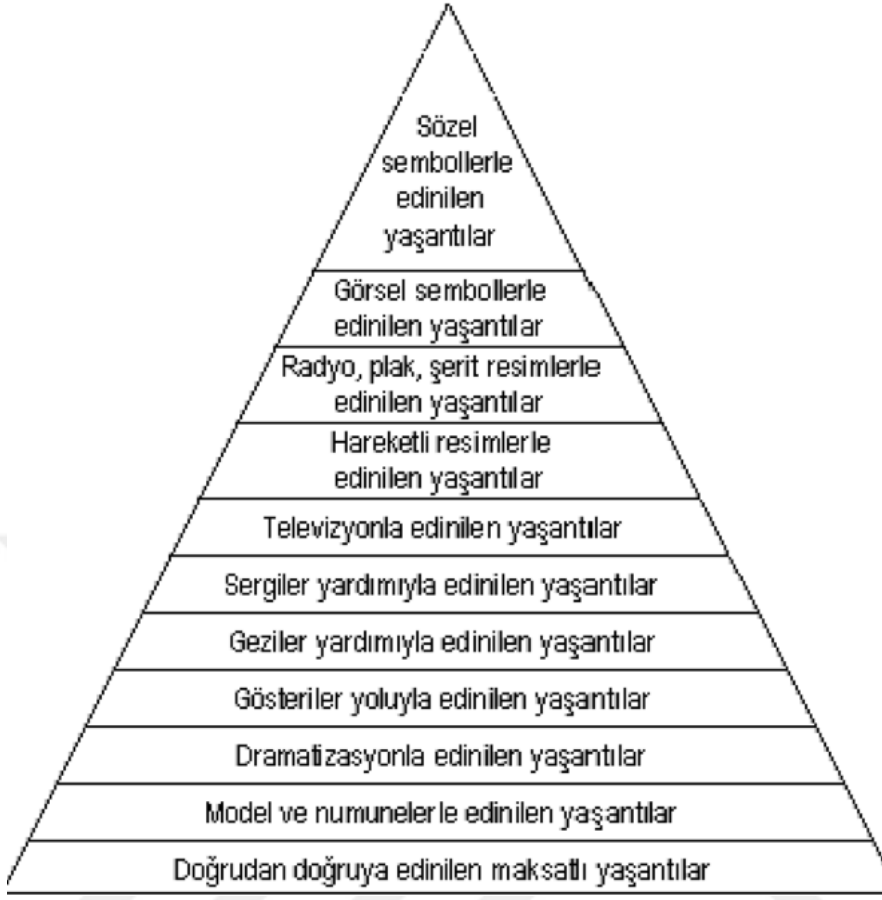 Sözel
sembollerle
edinilen
yaşantılar
Görsel sembollerle
edinilen yaşantılar
Radyo, plak, şerit resimlerle
edinilen yaşantılar
Hareketli resimlerle
edinilen yaşantılar
Televizyonla edinilen yaşantılar
Sergiler yardımıyla edinilen yaşantılar
Geziler yardımıyla edinilen yaşantılar
Gösteriler yoluyla edinilen yaşantılar
Dramatizasyonla edinilen yaşantılar
Model ve numunelerle edinilen yaşantılar
Doğrudan doğruya edinilen maksatlı yaşantılar